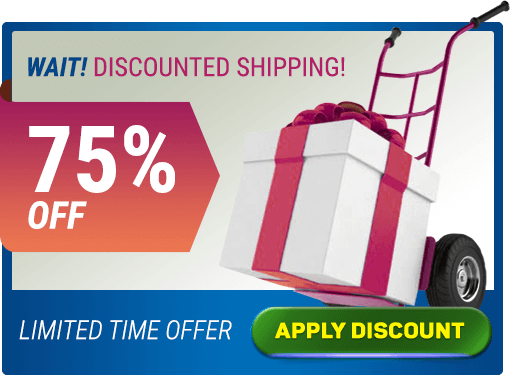 WAIT! DISCOUNTED SHIPPING!
75%
OFF
LIMITED TIME OFFER
APPLY DISCOUNT